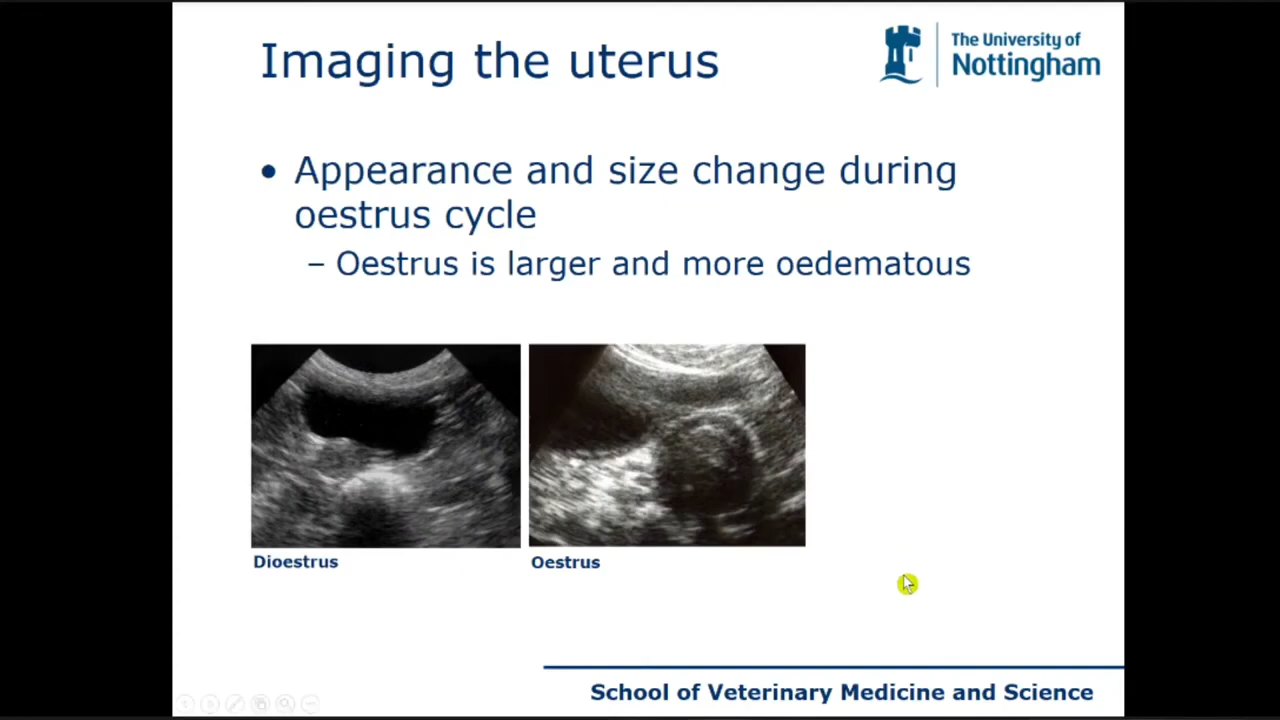 Imaging the uterus
The University of
Nottingham
• Appearance and size change during
oestrus cycle
– Oestrus is larger and more oedematous
Dioestrus
Oestrus
School of Veterinary Medicine and Science